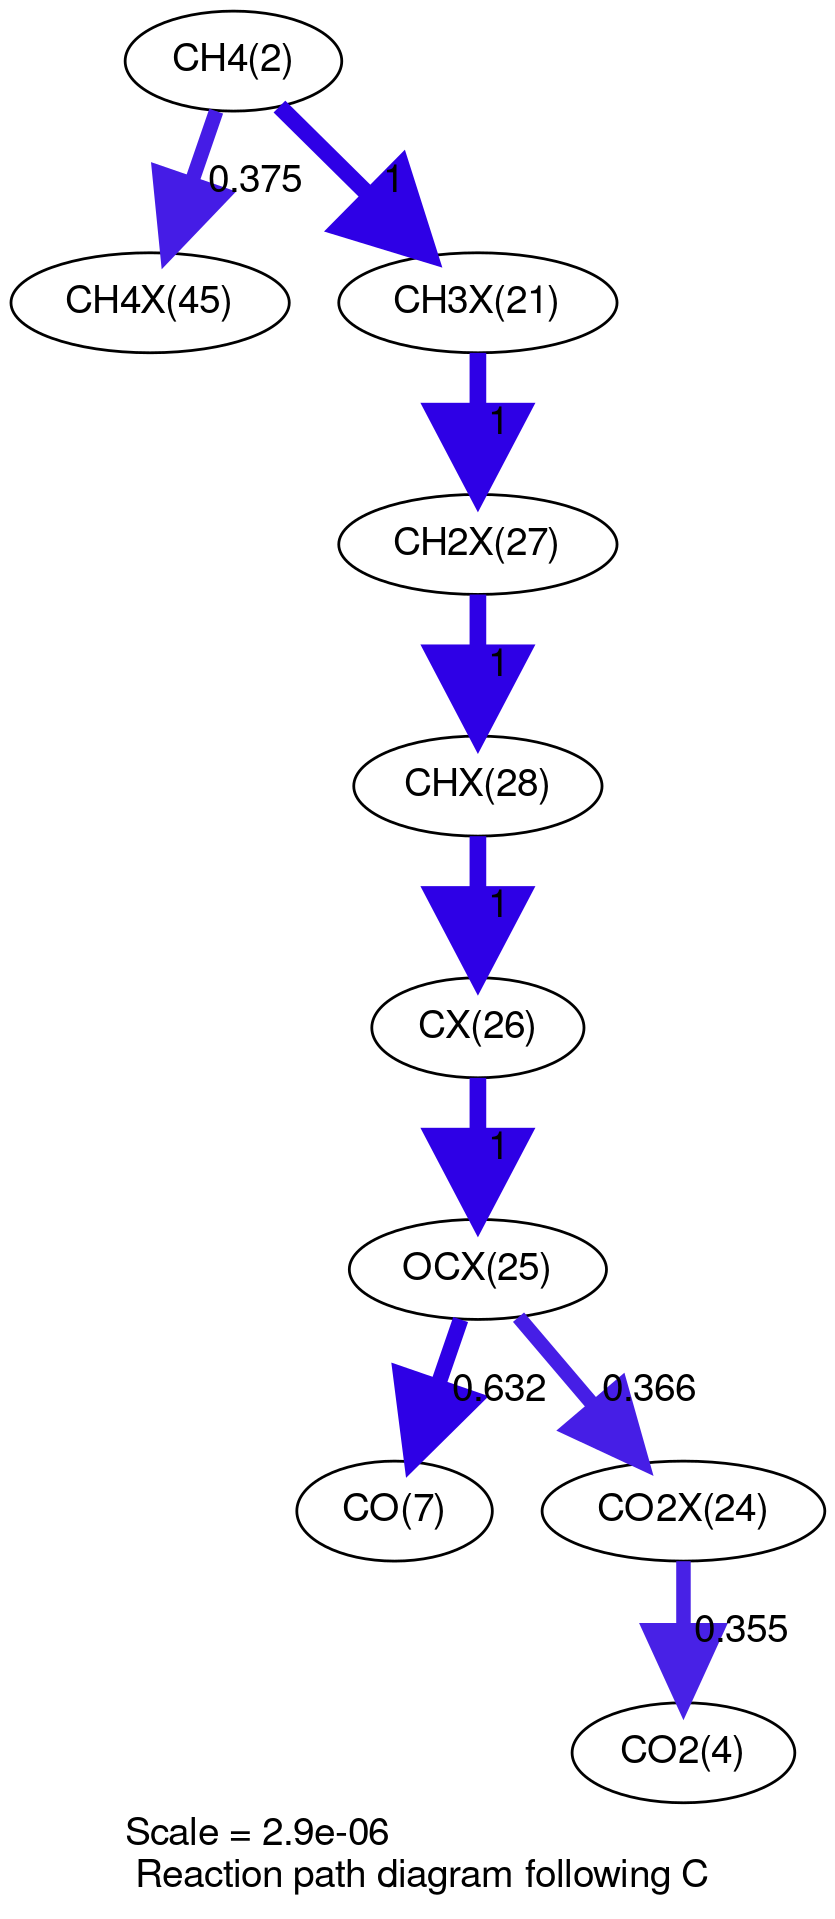 CH4(2)
0.375
1
CH4X(45)
CH3X(21)
1
CH2X(27)
1
CHX(28)
1
CX(26)
1
OCX(25)
0.632
0.366
CO(7)
CO2X(24)
0.355
CO2(4)
Scale = 2.9e-06
Reaction path diagram following C